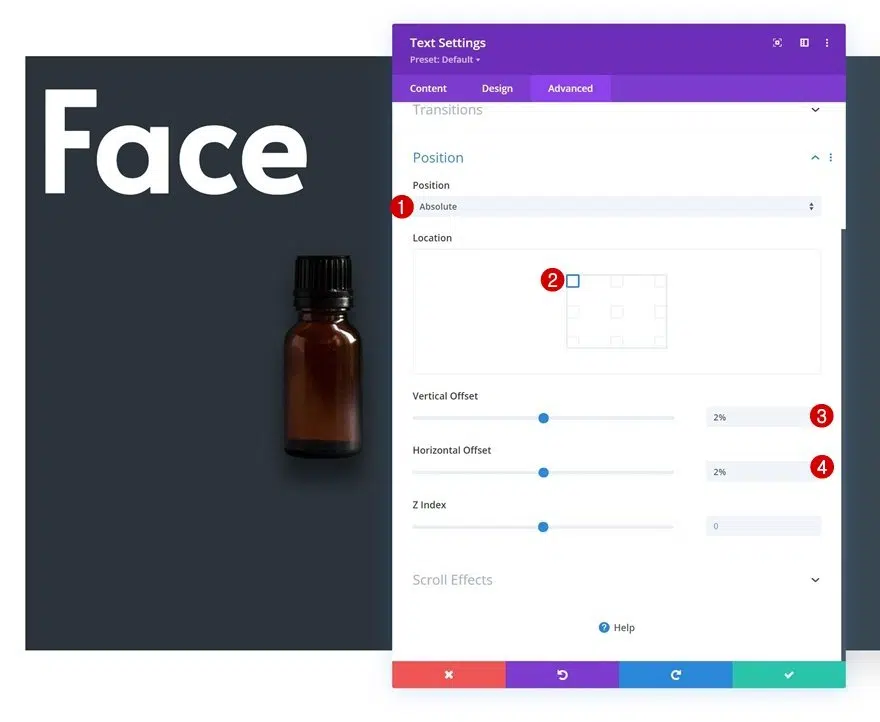 Face
Text Settings
Preset: Default
Content Design Advanced
Transitions
Position
Position
1 Absolute
Location
2
Vertical Offset
2% 3
Horizontal Offset
2% 4
Z Index
0
Scroll Effects
? Help